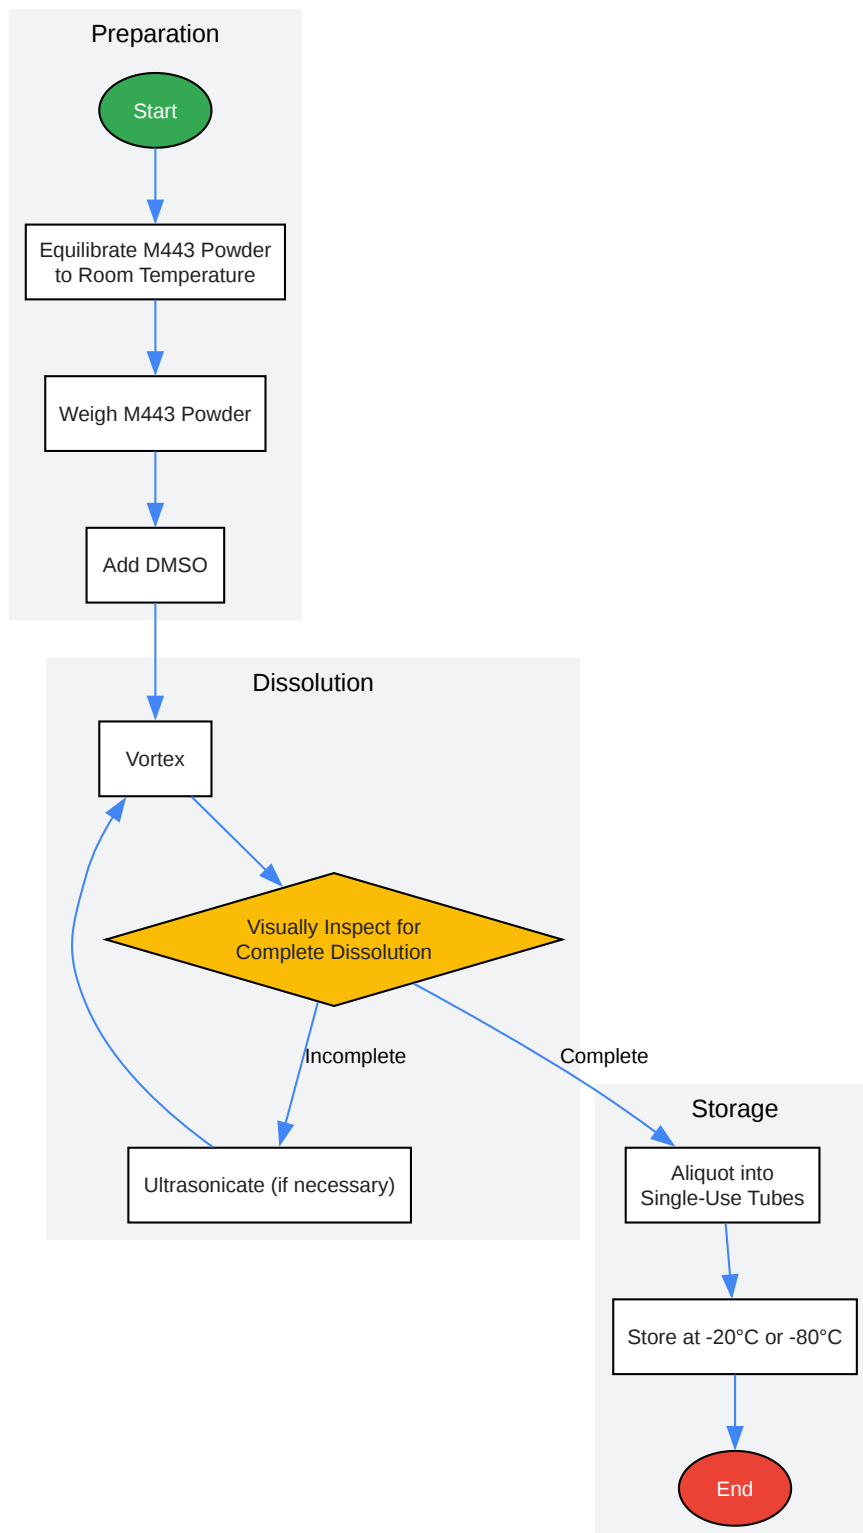 Preparation
Start
Equilibrate M443 Powder
to Room Temperature
Weigh M443 Powder
Add DMSO
Dissolution
Vortex
Visually Inspect for
Complete Dissolution
Incomplete
Complete
Ultrasonicate (if necessary)
Storage
Aliquot into
Single-Use Tubes
Store at -20°C or -80°C
End